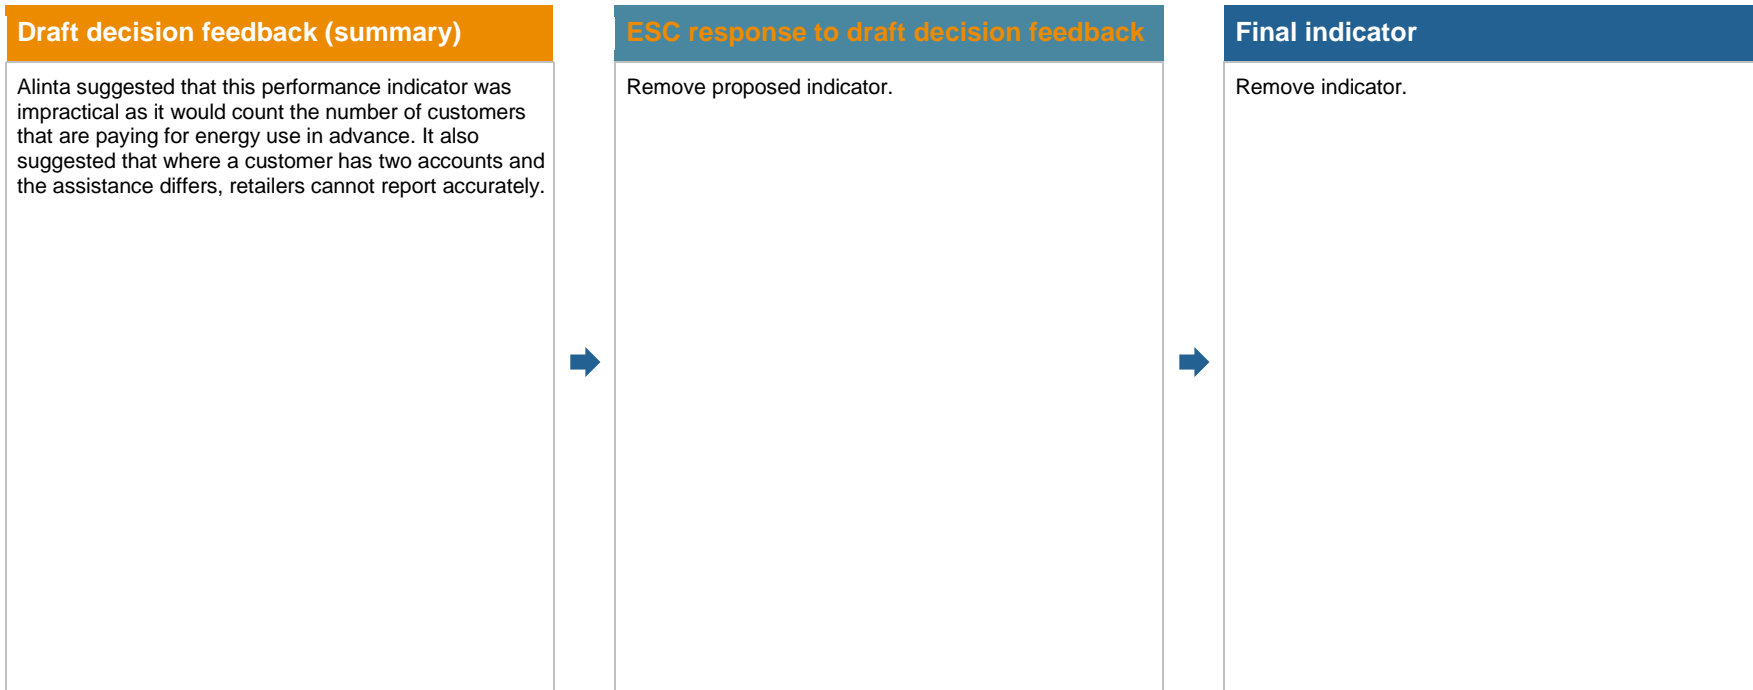 Draft decision feedback (summary)
Alinta suggested that this performance indicator was
impractical as it would count the number of customers
that are paying for energy use in advance. It also
suggested that where a customer has two accounts and
the assistance differs, retailers cannot report accurately.
ESC response to draft decision feedback
Remove proposed indicator.
Final indicator
Remove indicator.